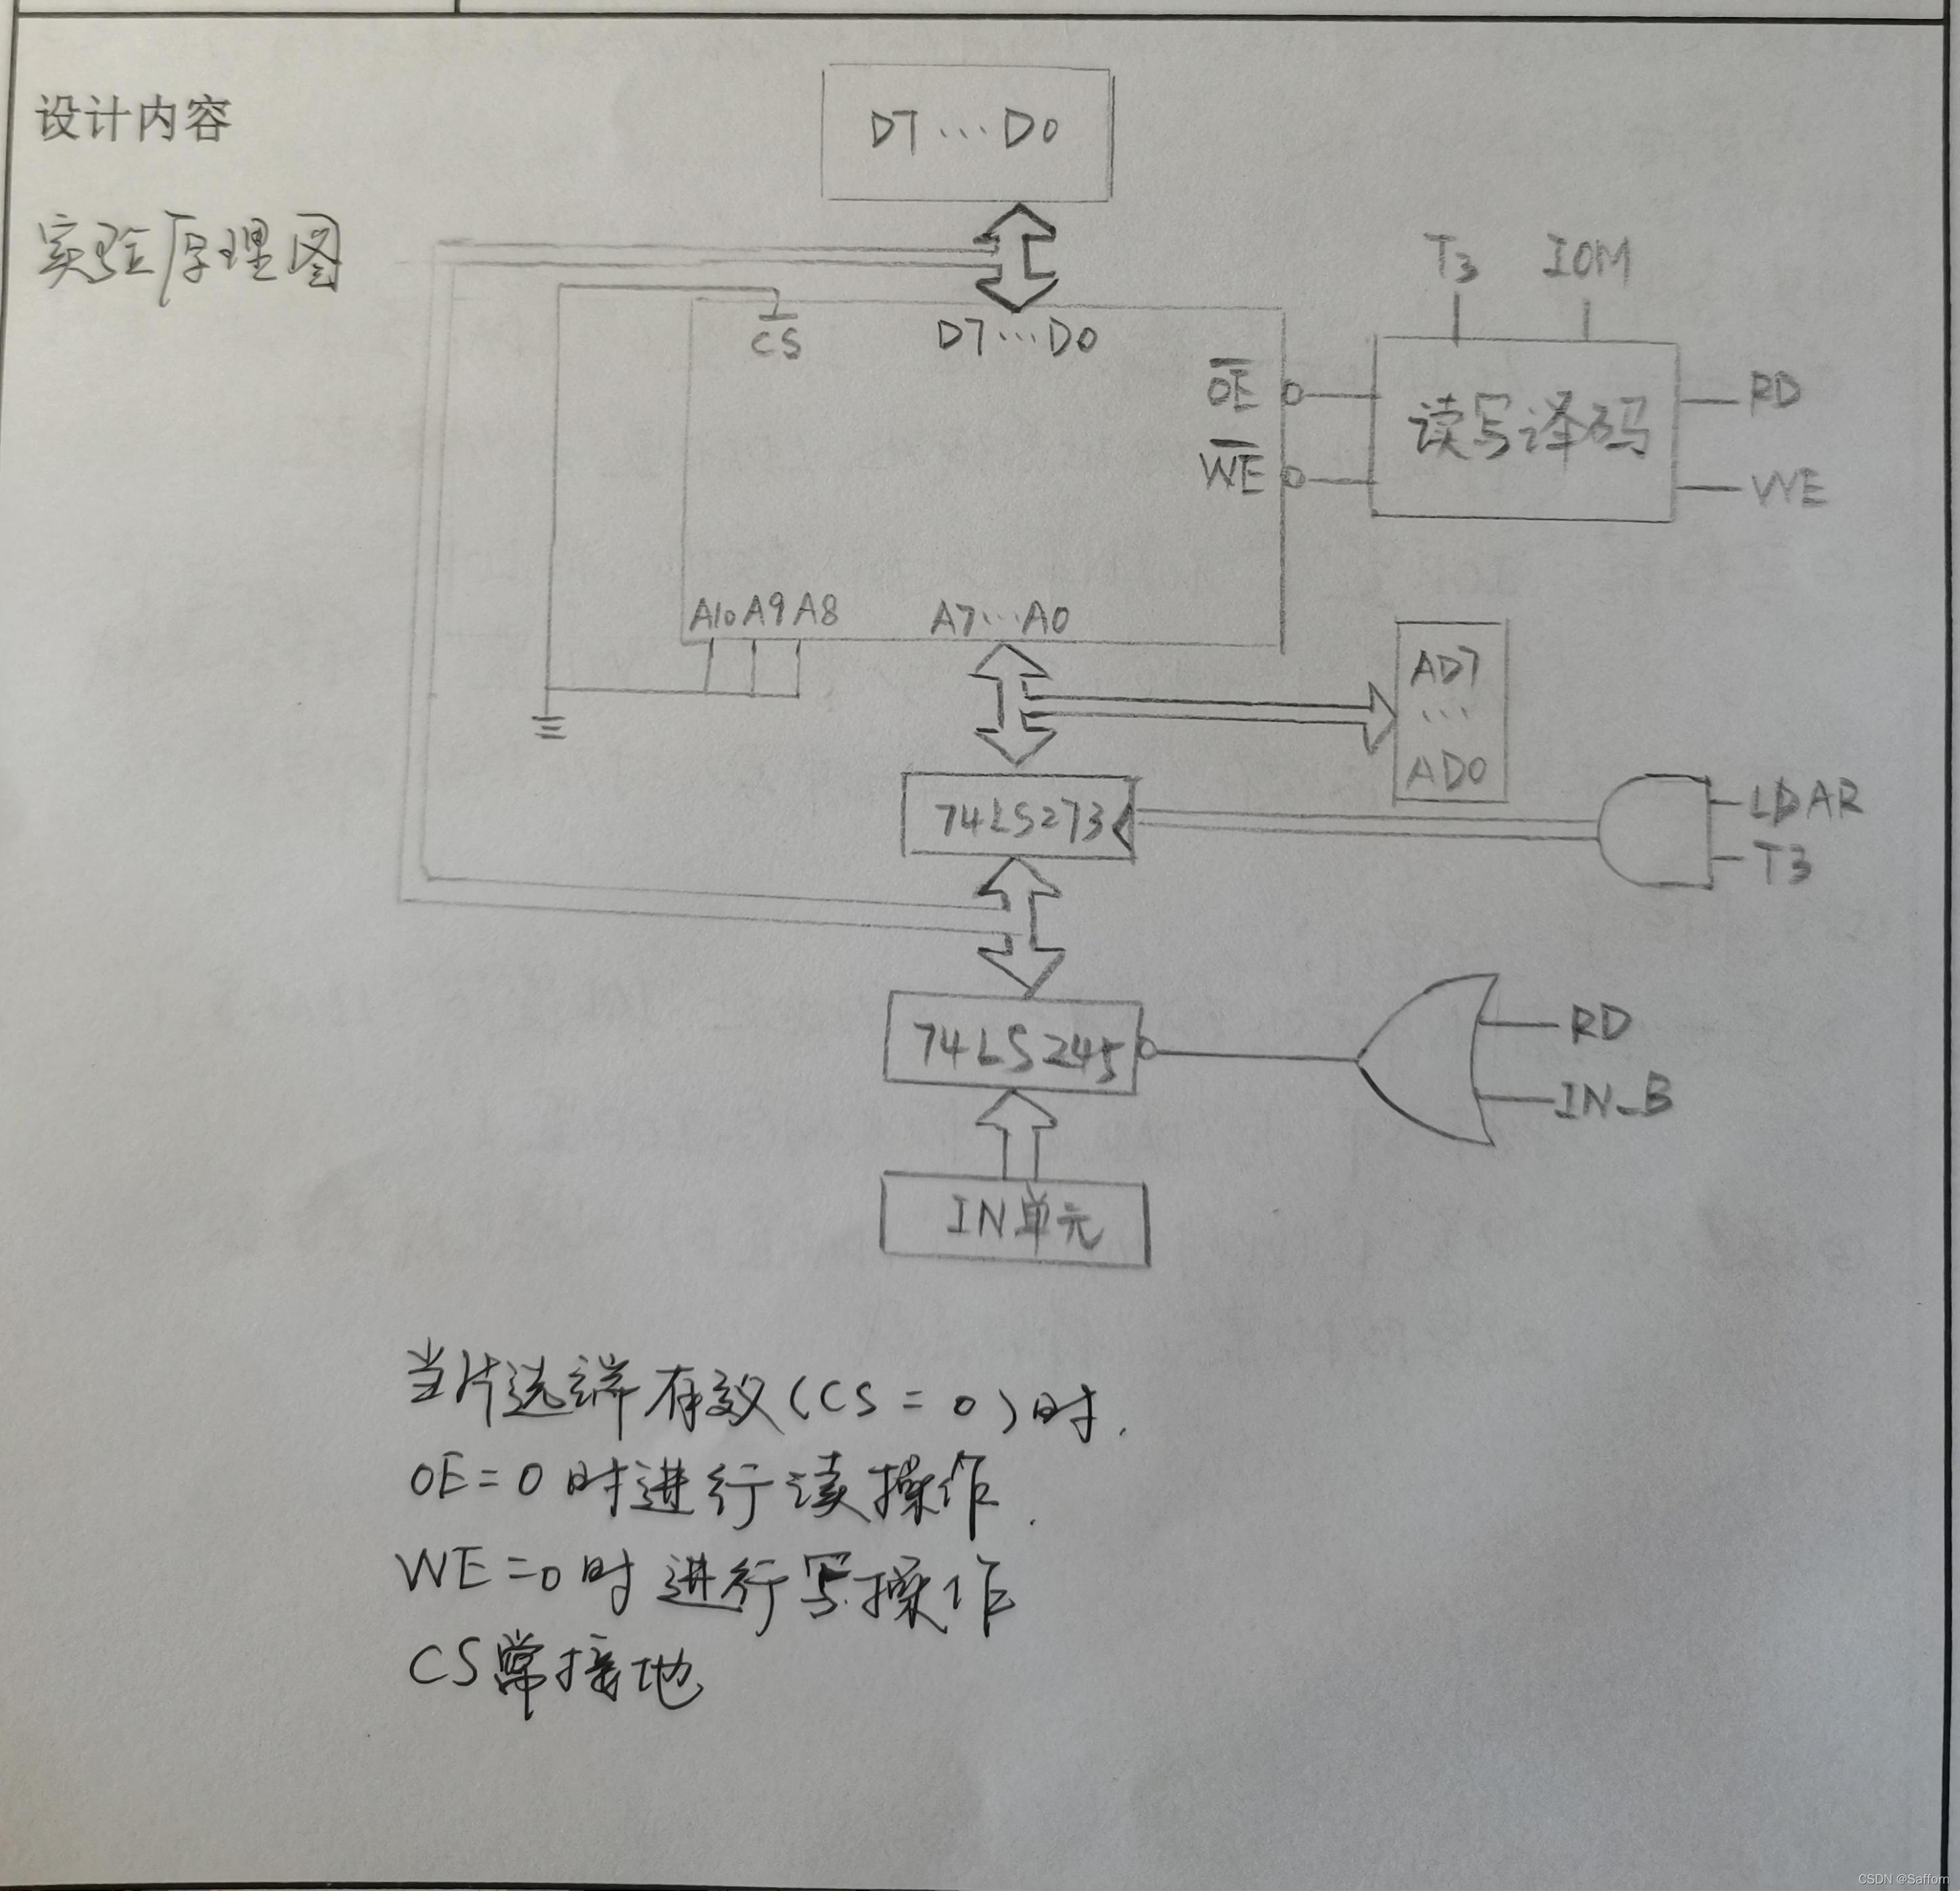 设计内容
实验原理图
D7…D0
T3 IOM
CS
D7…D0
OE
WE
读写译码
RD
WE
A10 A9 A8
A7…A0
AD7
…
AD0
74LS273
LDAR
T3
74LS245
RD
IN_B
IN单元
当片选端有效(CS=0)时.
OE=0时进行读操作.
WE=0时进行写操作
CS常接地
CSDN @Saffom